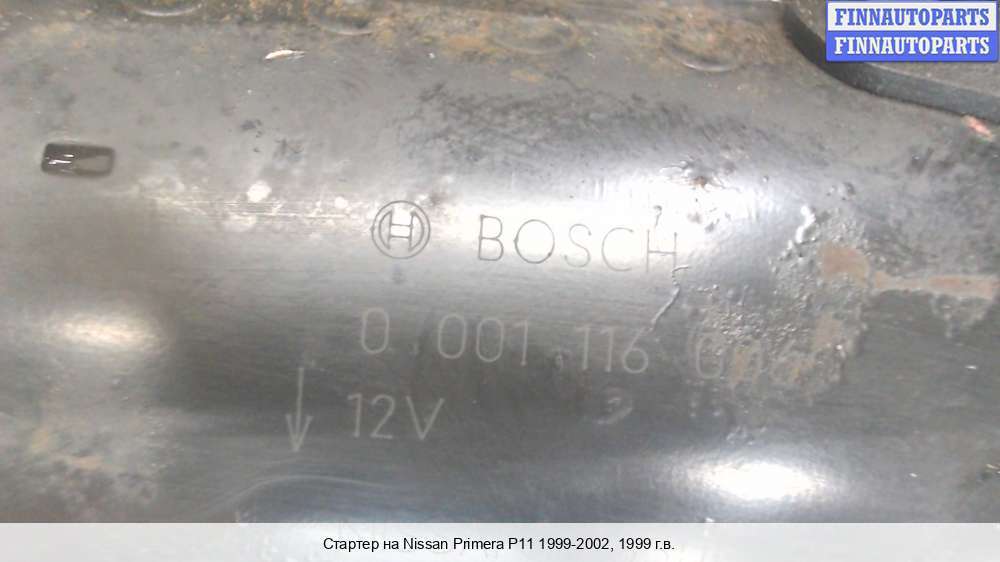 FINNAUTOPARTS
FINNAUTOPARTS
BOSCH
0 001 116
12V
Стартер на Nissan Primera P11 1999-2002, 1999 г.в.